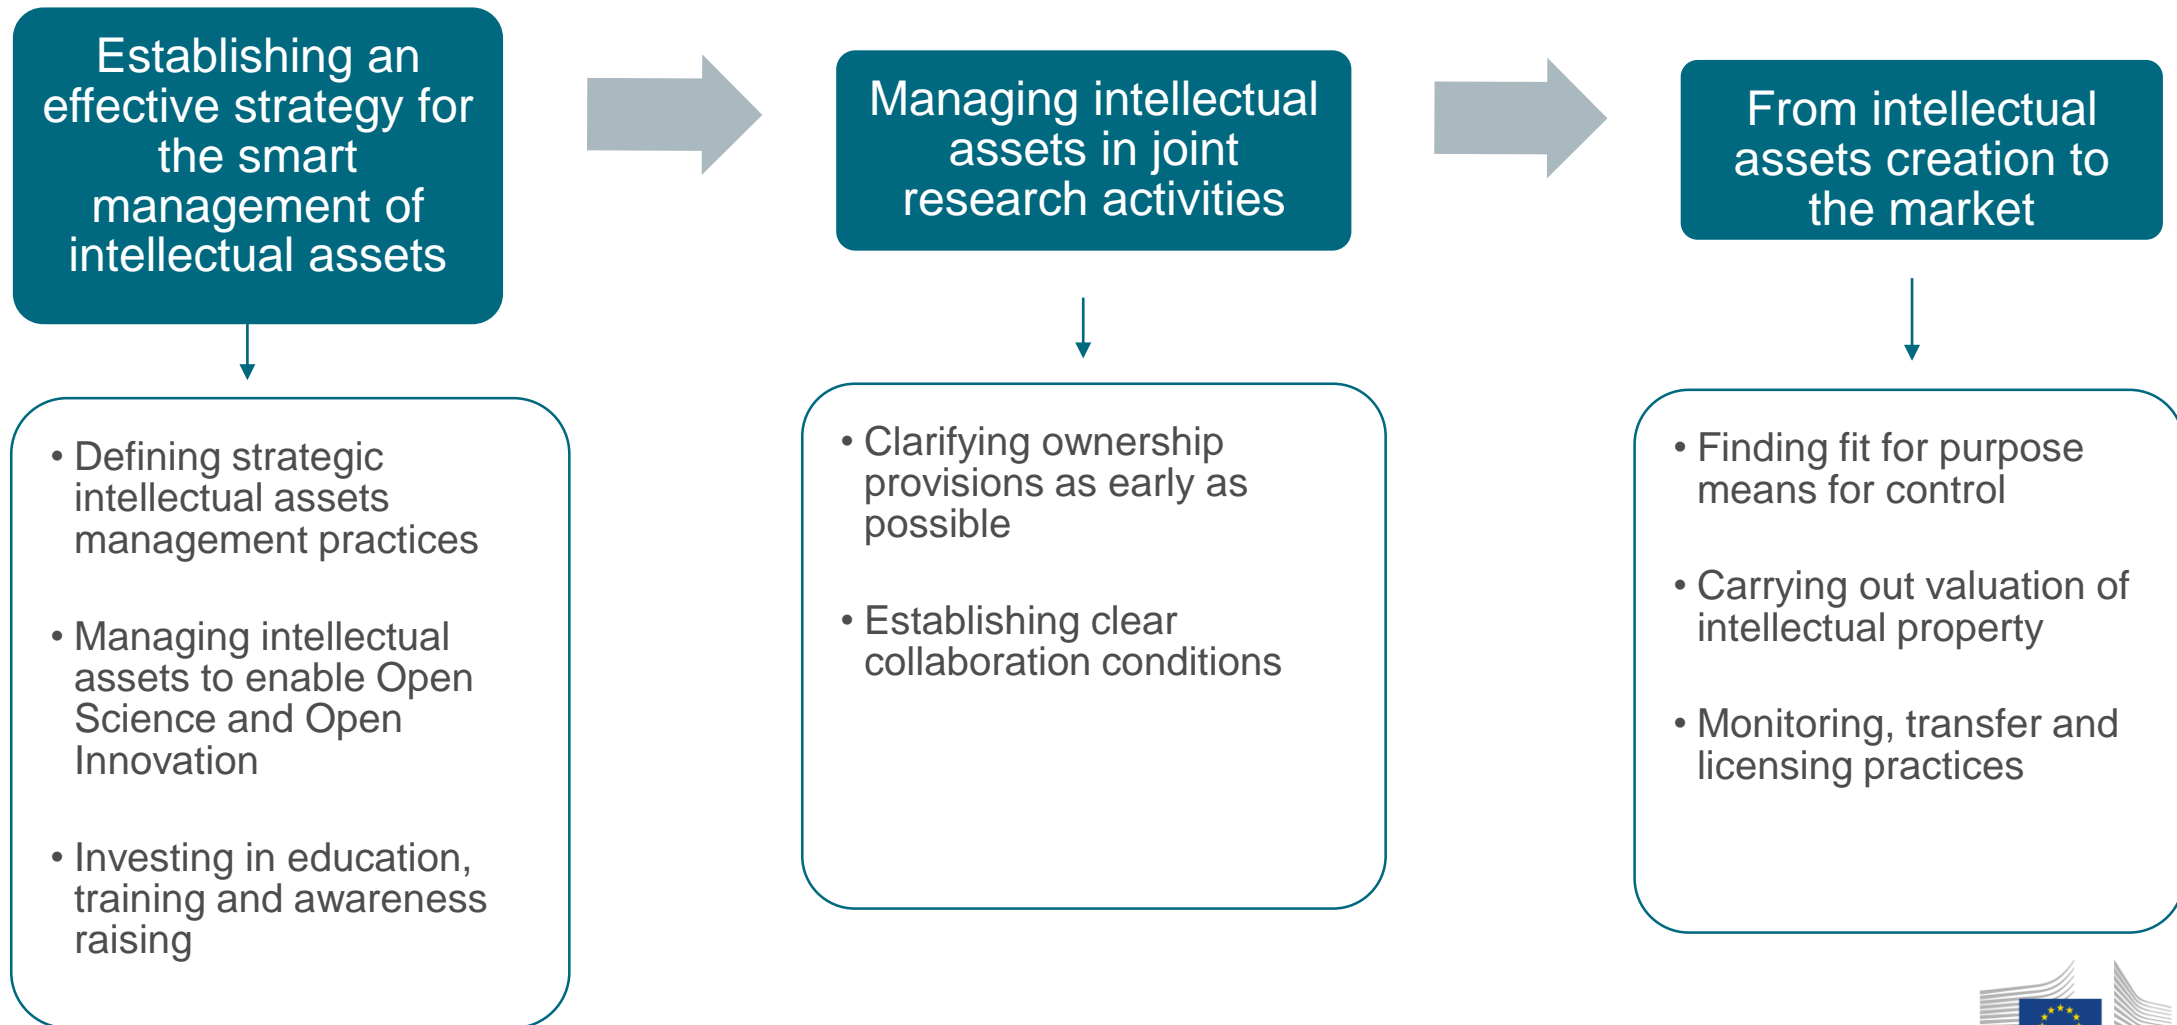 Establishing an
effective strategy for
the smart
management of
intellectual assets
Managing intellectual
assets in joint
research activities
From intellectual
assets creation to
the market
• Defining strategic
intellectual assets
management practices
• Managing intellectual
assets to enable Open
Science and Open
Innovation
• Investing in education,
training and awareness
raising
• Clarifying ownership
provisions as early as
possible
• Establishing clear
collaboration conditions
• Finding fit for purpose
means for control
• Carrying out valuation of
intellectual property
• Monitoring, transfer and
licensing practices